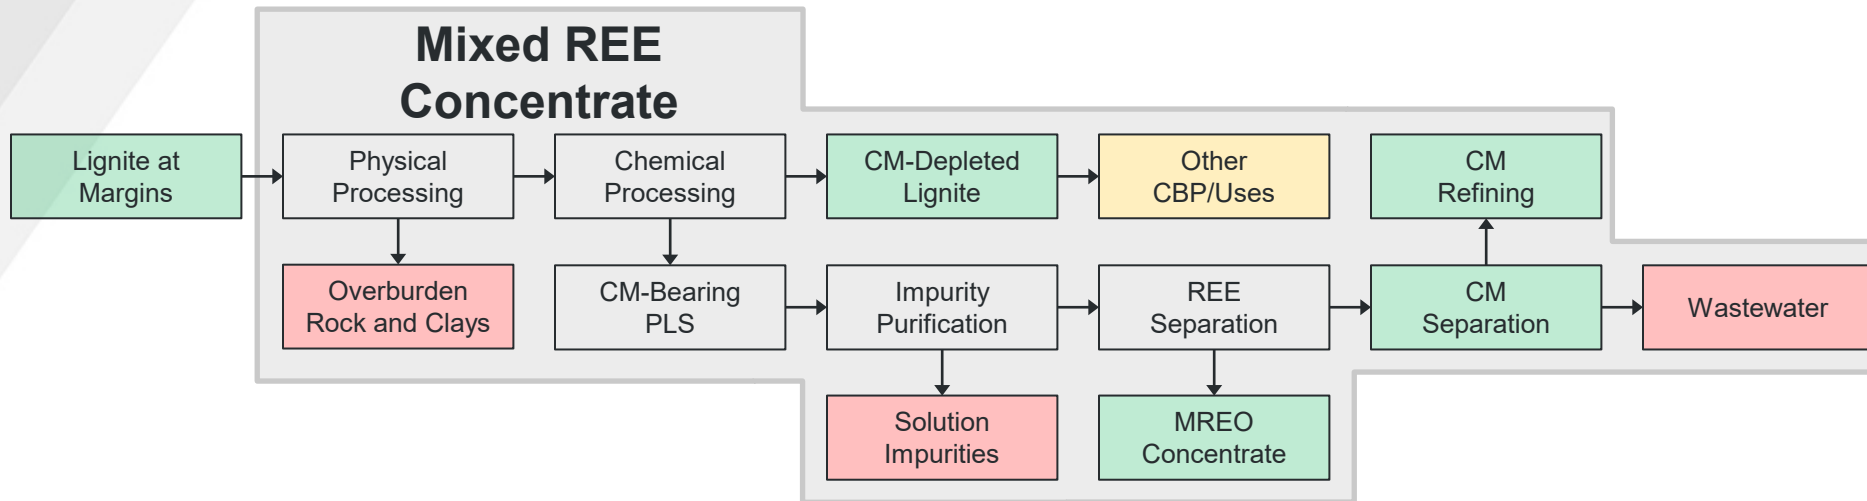 Mixed REE
Concentrate
Lignite at
Margins
Physical
Processing
Chemical
Processing
CM-Depleted
Lignite
Other
CBP/Uses
CM
Refining
Overburden
Rock and Clays
CM-Bearing
PLS
Impurity
Purification
REE
Separation
CM
Separation
Wastewater
Solution
Impurities
MREO
Concentrate